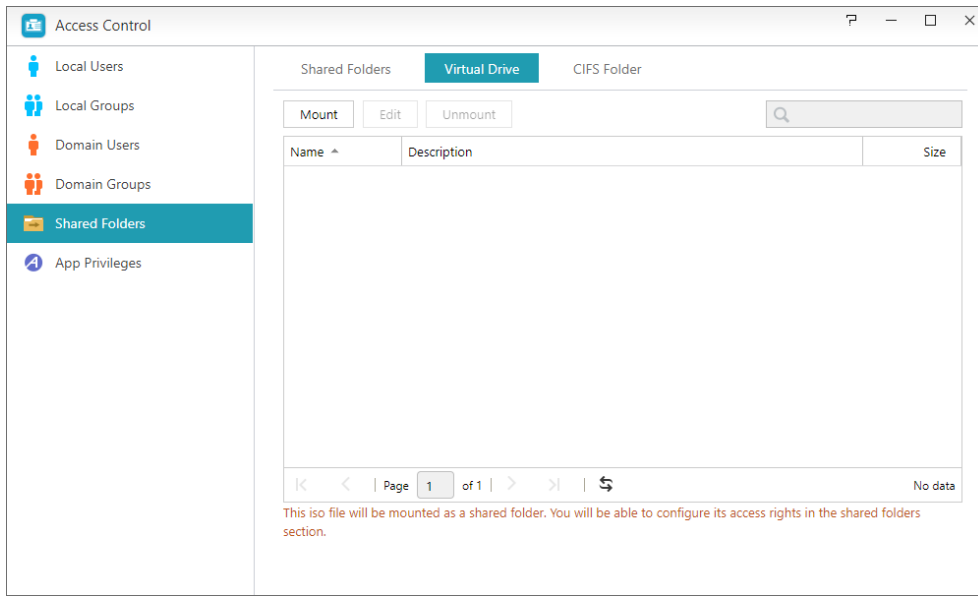 Access Control
Local Users
Local Groups
Domain Users
Domain Groups
Shared Folders
App Privileges
Shared Folders Virtual Drive CIFS Folder
Mount Edit Unmount
Name Description Size
Page 1 of 1 No data
This iso file will be mounted as a shared folder. You will be able to configure its access rights in the shared folders
section.